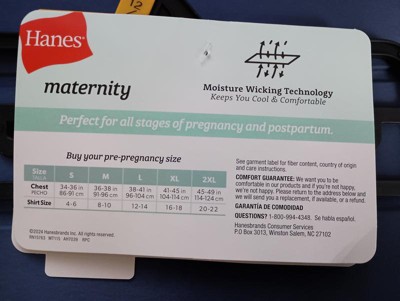 Hanes®
maternity
Moisture Wicking Technology
Keeps You Cool & Comfortable
Perfect for all stages of pregnancy and postpartum.
Buy your pre-pregnancy size
Size TALLA S M L XL 2XL
Chest PECHO 34-36 in 86-91 cm 36-38 in 91-96 cm 38-41 in 96-104 cm 41-45 in 104-114 cm 45-49 in 114-124 cm
Shirt Size 4-6 8-10 12-14 16-18 20-22
See garment label for fiber content, country of origin
and care instructions.
COMFORT GUARANTEE: We want you to be
comfortable in our products and if you're not happy,
we're not happy. Please return to the address below and
we will send you a replacement, if available, or a refund.
GARANTÍA DE COMODIDAD
QUESTIONS? 1-800-994-4348. Se habla español.
©2024 Hanesbrands Inc. All rights reserved.
Hanesbrands Consumer Services
P.O Box 3013, Winston Salem, NC 27102